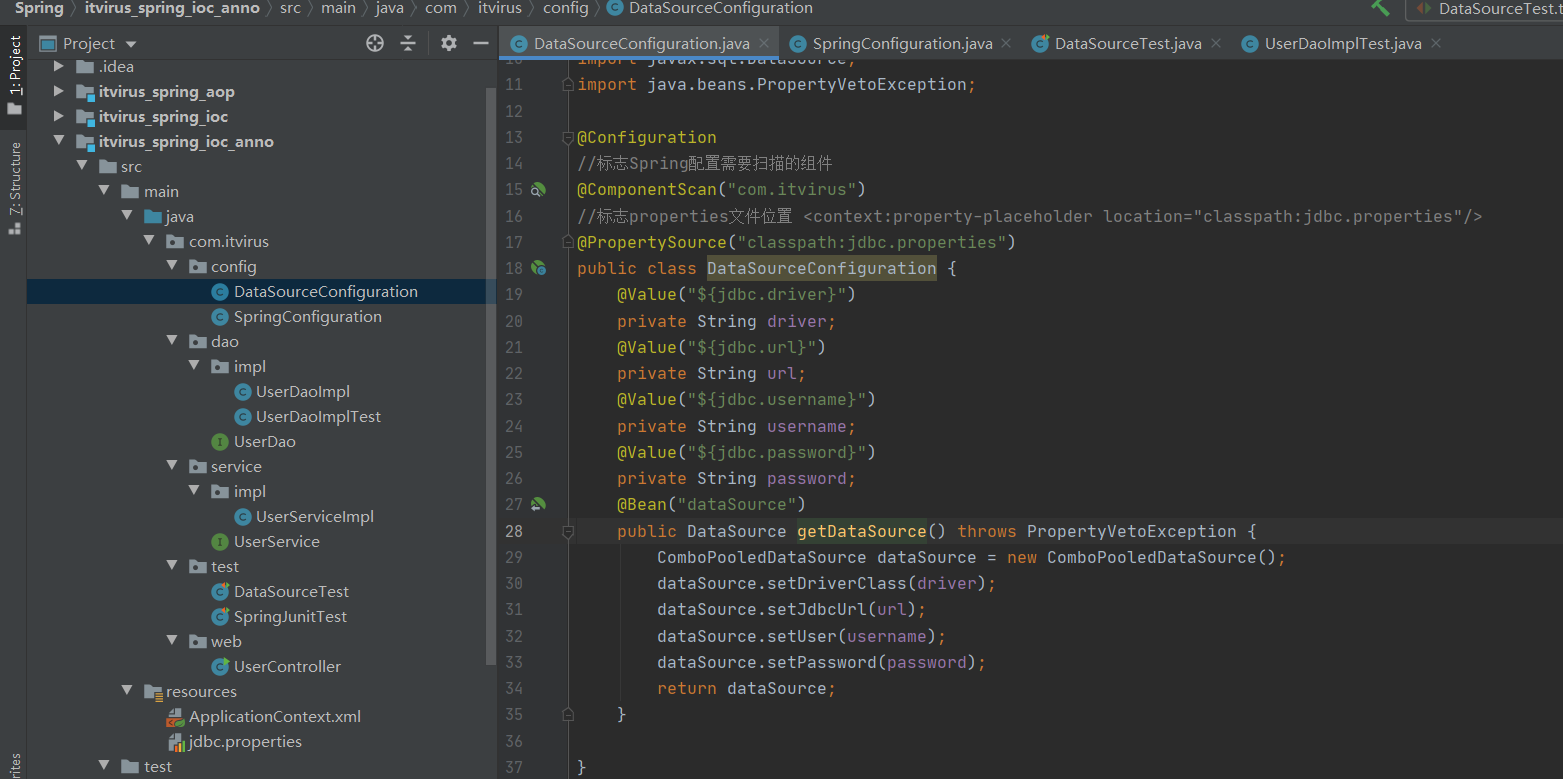 Spring itvirus_spring_ioc_anno src main java com itvirus config DataSourceConfiguration
DataSourceTest.t
1: Project
7: Structure
rites
Project
.idea
itvirus_spring_aop
itvirus_spring_ioc
itvirus_spring_ioc_anno
src
main
java
com.itvirus
config
DataSourceConfiguration
SpringConfiguration
dao
impl
UserDaoImpl
UserDaoImplTest
UserDao
service
impl
UserServiceImpl
UserService
test
DataSourceTest
SpringJunitTest
web
UserController
resources
ApplicationContext.xml
jdbc.properties
test
DataSourceConfiguration.java SpringConfiguration.java DataSourceTest.java UserDaoImplTest.java
10 import javax.sql.DataSource;
11 import java.beans.PropertyVetoException;
12
13 @Configuration
14 //标志Spring配置需要扫描的组件
15 @ComponentScan("com.itvirus")
16 //标志properties文件位置 <context:property-placeholder location="classpath:jdbc.properties"/>
17 @PropertySource("classpath:jdbc.properties")
18 public class DataSourceConfiguration {
19 @Value("${jdbc.driver}")
20 private String driver;
21 @Value("${jdbc.url}")
22 private String url;
23 @Value("${jdbc.username}")
24 private String username;
25 @Value("${jdbc.password}")
26 private String password;
27 @Bean("dataSource")
28 public DataSource getDataSource() throws PropertyVetoException {
29 ComboPooledDataSource dataSource = new ComboPooledDataSource();
30 dataSource.setDriverClass(driver);
31 dataSource.setJdbcUrl(url);
32 dataSource.setUser(username);
33 dataSource.setPassword(password);
34 return dataSource;
35 }
36
37 }